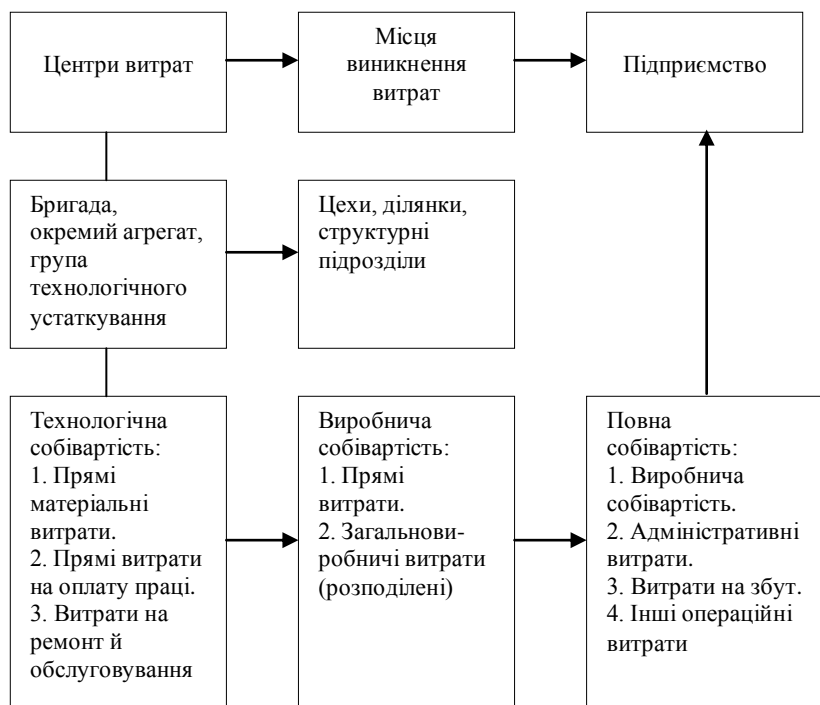 Центри витрат
Місця
виникнення
витрат
Підприємство
Бригада,
окремий агрегат,
група
технологічного
устаткування
Цехи, ділянки,
структурні
підрозділи
Технологічна
собівартість:
1. Прямі
матеріальні
витрати.
2. Прямі витрати
на оплату праці.
3. Витрати на
ремонт й
обслуговування
Виробнича
собівартість:
1. Прямі
витрати.
2. Загальнови-
робничі витрати
(розподілені)
Повна
собівартість:
1. Виробнича
собівартість.
2. Адміністративні
витрати.
3. Витрати на збут.
4. Інші операційні
витрати